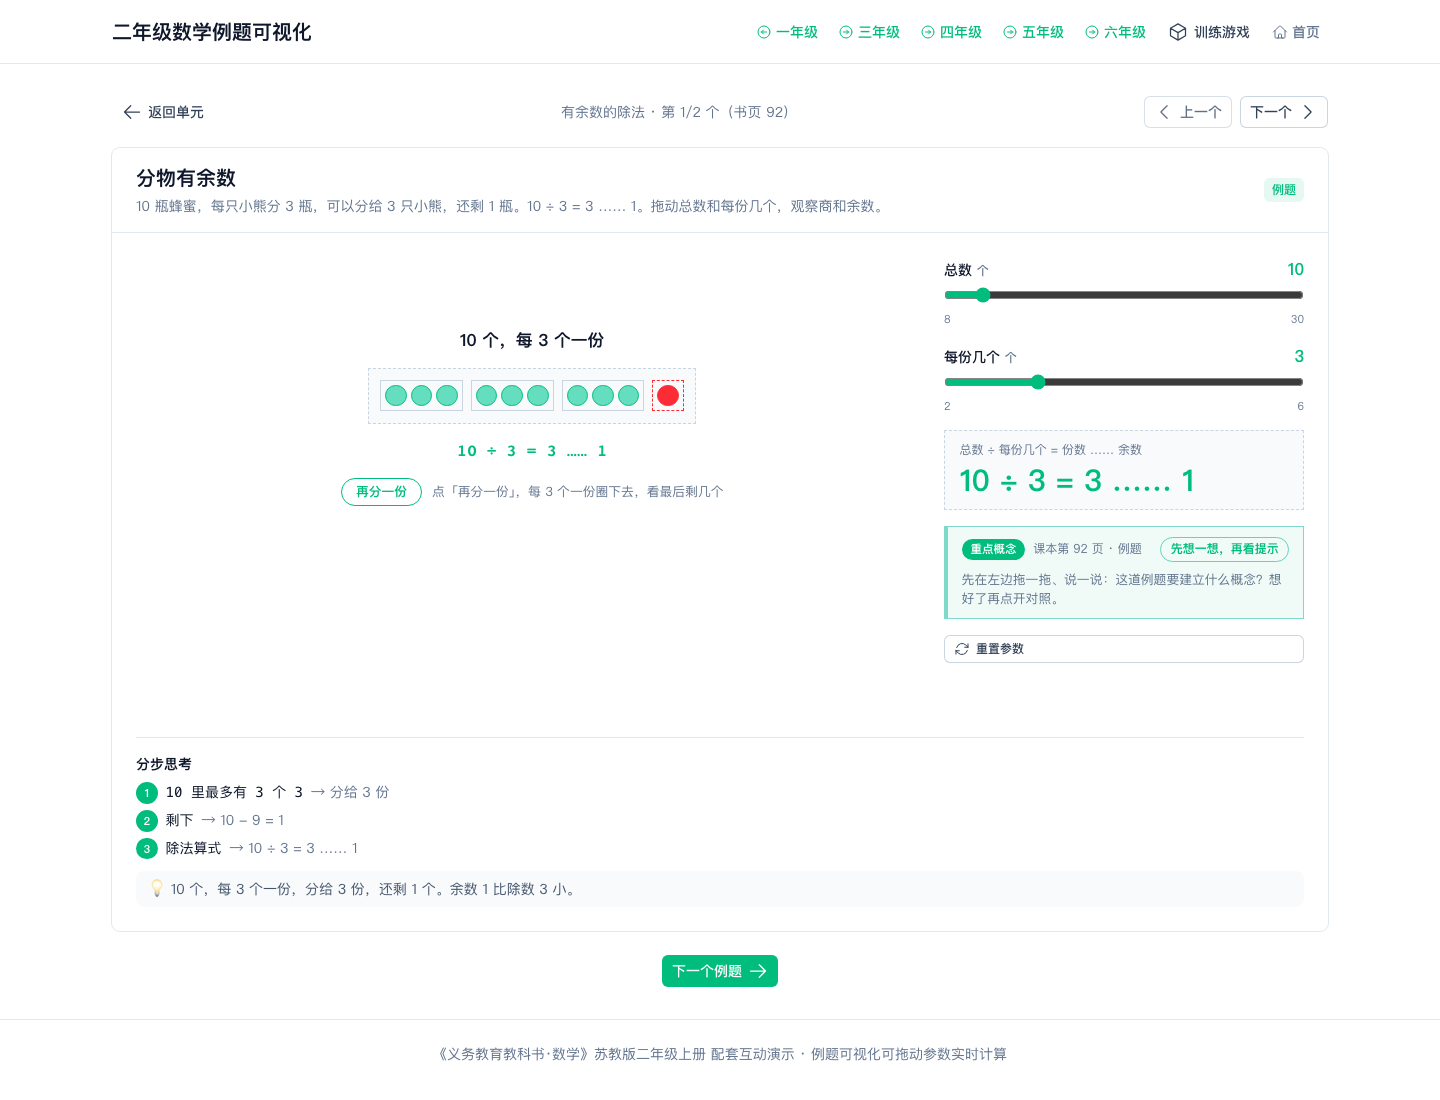 二年级数学例题可视化
一年级 三年级 四年级 五年级 六年级 训练游戏 首页
返回单元
有余数的除法 · 第 1/2 个（书页 92）
上一个 下一个
分物有余数
10 瓶蜂蜜，每只小熊分 3 瓶，可以分给 3 只小熊，还剩 1 瓶。10 ÷ 3 = 3 …… 1。拖动总数和每份几个，观察商和余数。
例题
10 个，每 3 个一份
10 ÷ 3 = 3 …… 1
再分一份 点「再分一份」，每 3 个一份圈下去，看最后剩几个
总数 个 10
8 30
每份几个 个 3
2 6
总数 ÷ 每份几个 = 份数 …… 余数
10 ÷ 3 = 3 …… 1
重点概念 课本第 92 页 · 例题 先想一想，再看提示
先在左边拖一拖、说一说：这道例题要建立什么概念？想
好了再点开对照。
重置参数
分步思考
1 10 里最多有 3 个 3 → 分给 3 份
2 剩下 → 10 − 9 = 1
3 除法算式 → 10 ÷ 3 = 3 …… 1
10 个，每 3 个一份，分给 3 份，还剩 1 个。余数 1 比除数 3 小。
下一个例题
《义务教育教科书·数学》苏教版二年级上册 配套互动演示 · 例题可视化可拖动参数实时计算